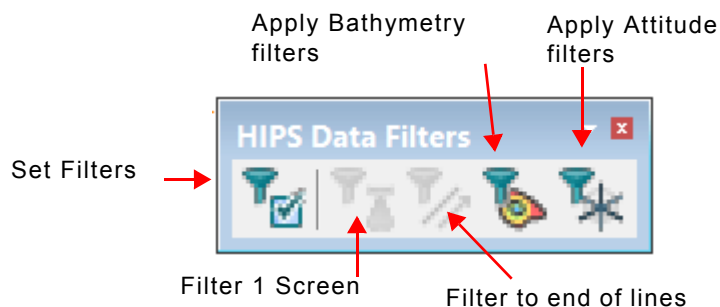 Apply Bathymetry
filters
Apply Attitude
filters
HIPS Data Filters
Set Filters
Filter 1 Screen
Filter to end of lines